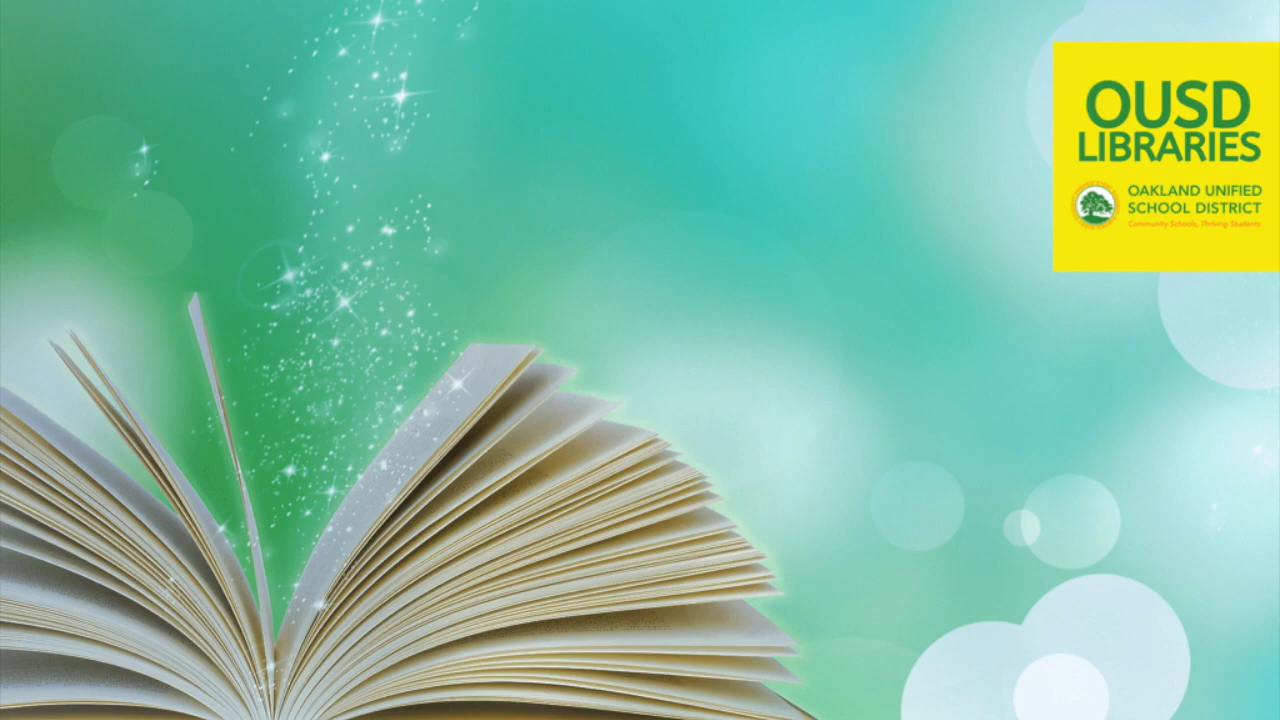 OUSD
LIBRARIES
OAKLAND UNIFIED
SCHOOL DISTRICT
Community Schools, Thriving Students